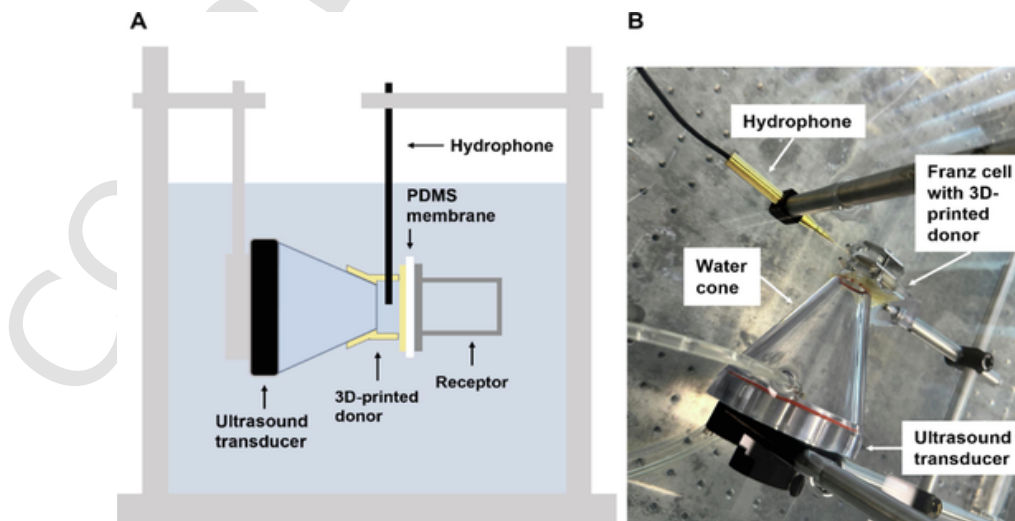 A
Hydrophone
PDMS
membrane
Ultrasound
transducer
3D-printed
donor
Receptor
B
Hydrophone
Franz cell
with 3D-
printed
donor
Water
cone
Ultrasound
transducer